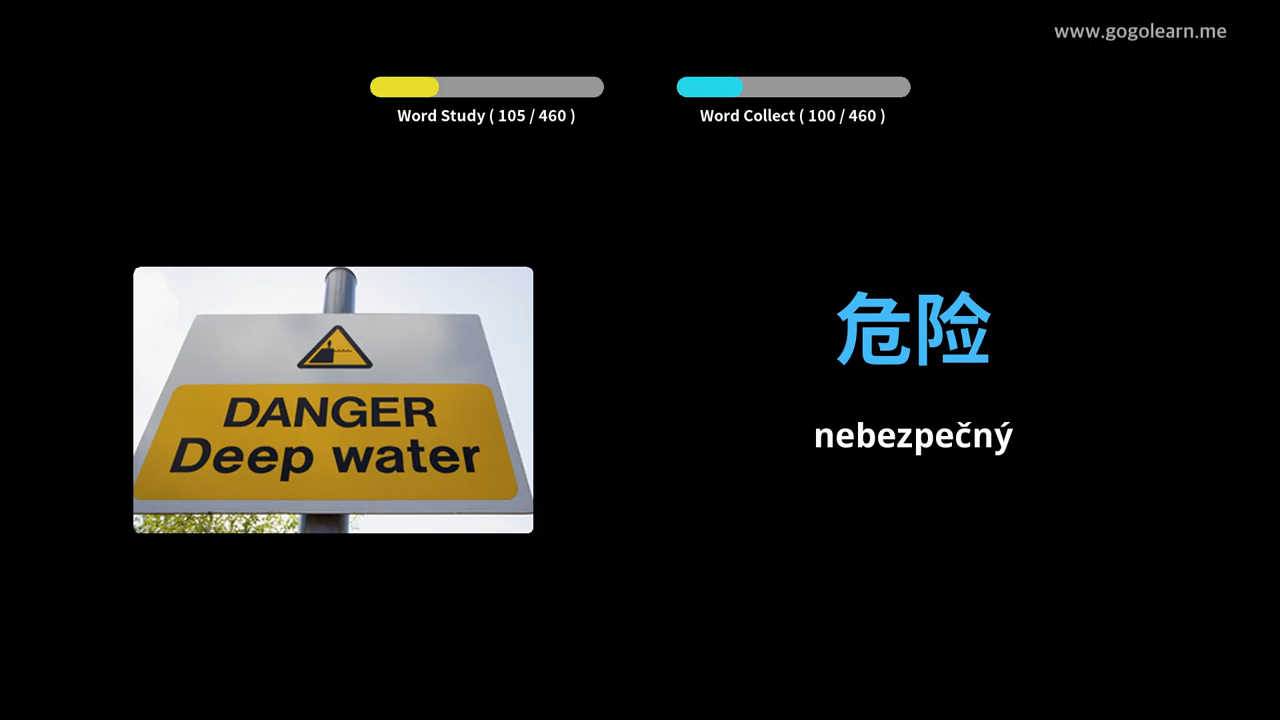 www.gogolearn.me
Word Study ( 105 / 460 )
Word Collect ( 100 / 460 )
DANGER
Deep water
危险
nebezpečný